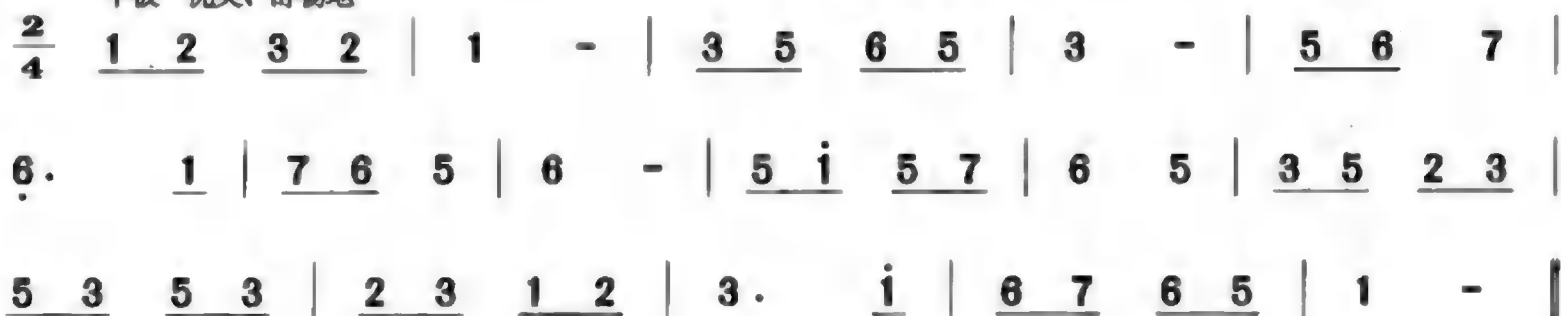 2/4 1 2 3 2 | 1 - | 3 5 6 5 | 3 - | 5 6 7 |
6̣· 1 | 7 6 5 | 6 - | 5 i̇ 5 7 | 6 5 | 3 5 2 3 |
5 3 5 3 | 2 3 1 2 | 3· i̇ | 6 7 6 5 | 1 - ‖